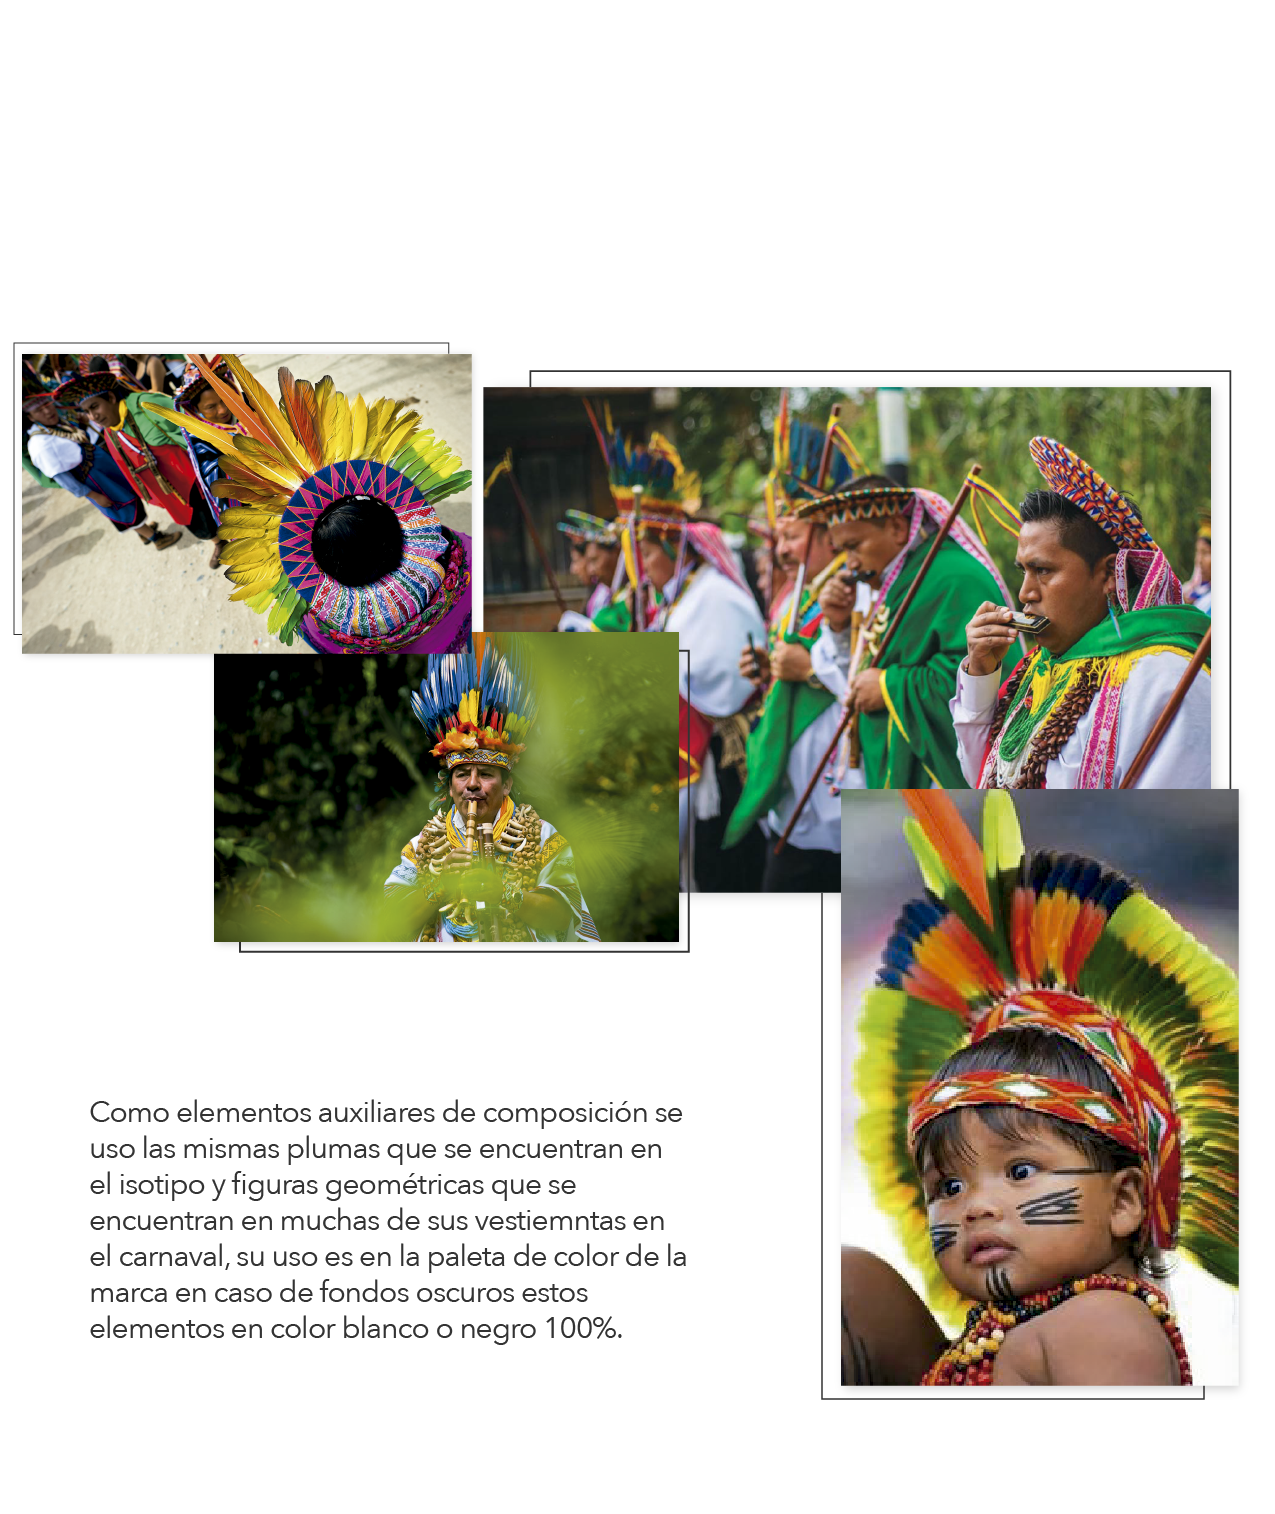 Como elementos auxiliares de composición se
uso las mismas plumas que se encuentran en
el isotipo y figuras geométricas que se
encuentran en muchas de sus vestiemntas en
el carnaval, su uso es en la paleta de color de la
marca en caso de fondos oscuros estos
elementos en color blanco o negro 100%.